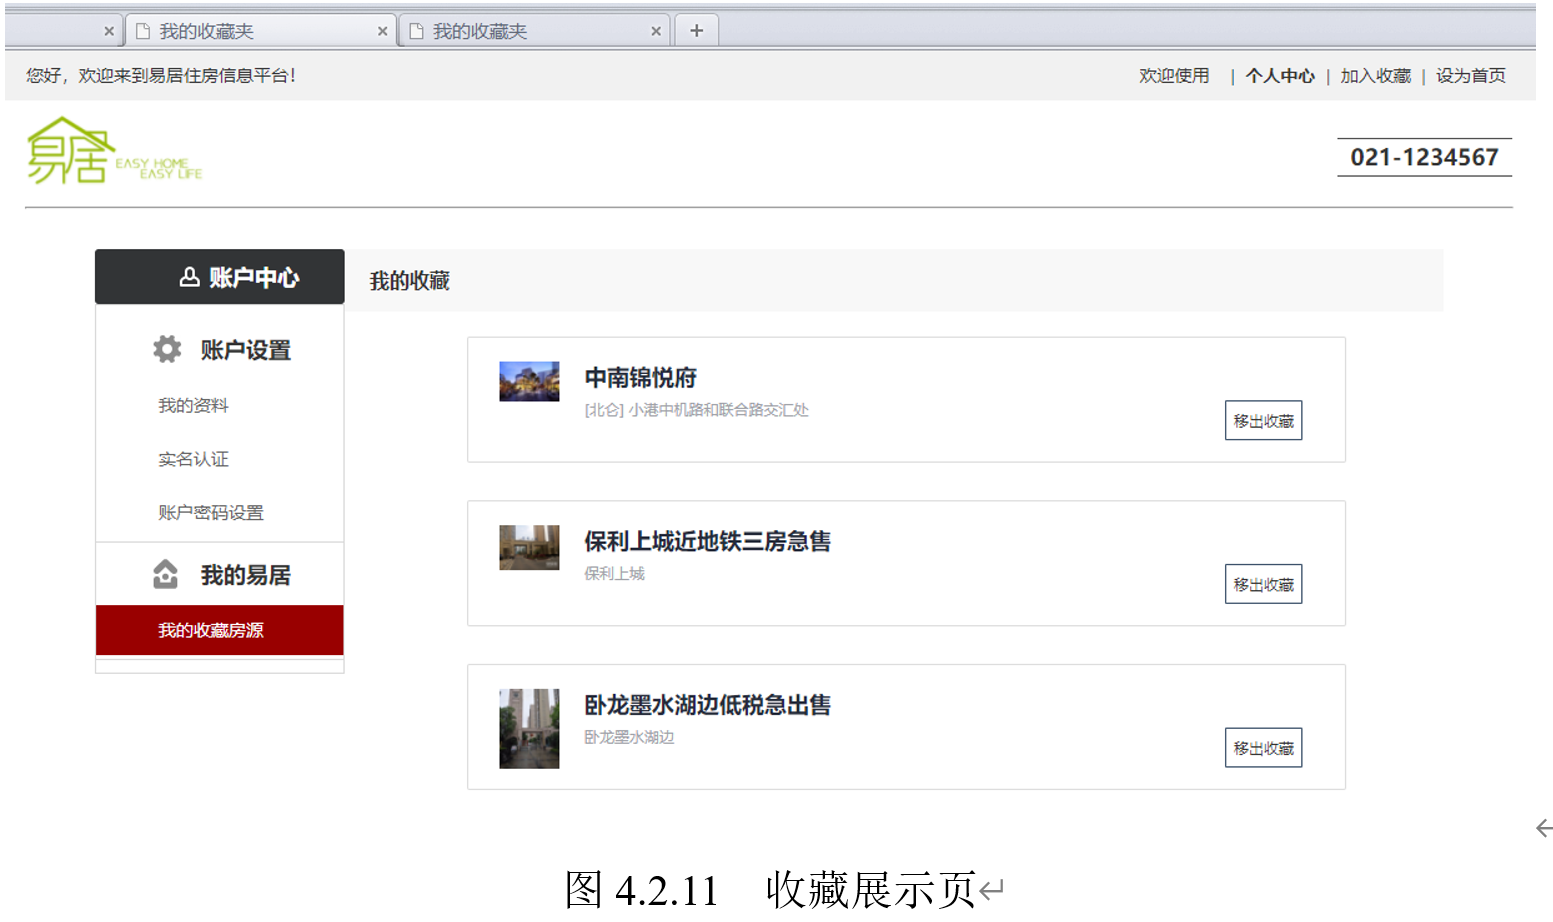 我的收藏夹 我的收藏夹
您好，欢迎来到易居住房信息平台！ 欢迎使用 | 个人中心 | 加入收藏 | 设为首页
易居 EASY HOME
EASY LIFE
021-1234567
账户中心
我的收藏
账户设置
我的资料
实名认证
账户密码设置
我的易居
我的收藏房源
中南锦悦府
[北仑] 小港中机路和联合路交汇处
移出收藏
保利上城近地铁三房急售
保利上城
移出收藏
卧龙墨水湖边低税急出售
卧龙墨水湖边
移出收藏
图 4.2.11 收藏展示页